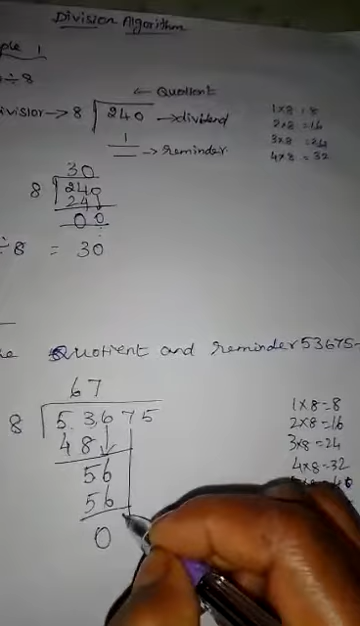 Division Algorithm
ple 1
÷8
← Quotient
ivisior → 8 240 → dividend
1 → reminder
1×8 = 8
2×8 = 16
3×8 = 24
4×8 = 32
30
8 240
24
00
÷8 = 30
Quotient and reminder 53675-
67
8 53675
48
56
56
0
1×8 = 8
2×8 = 16
3×8 = 24
4×8 = 32